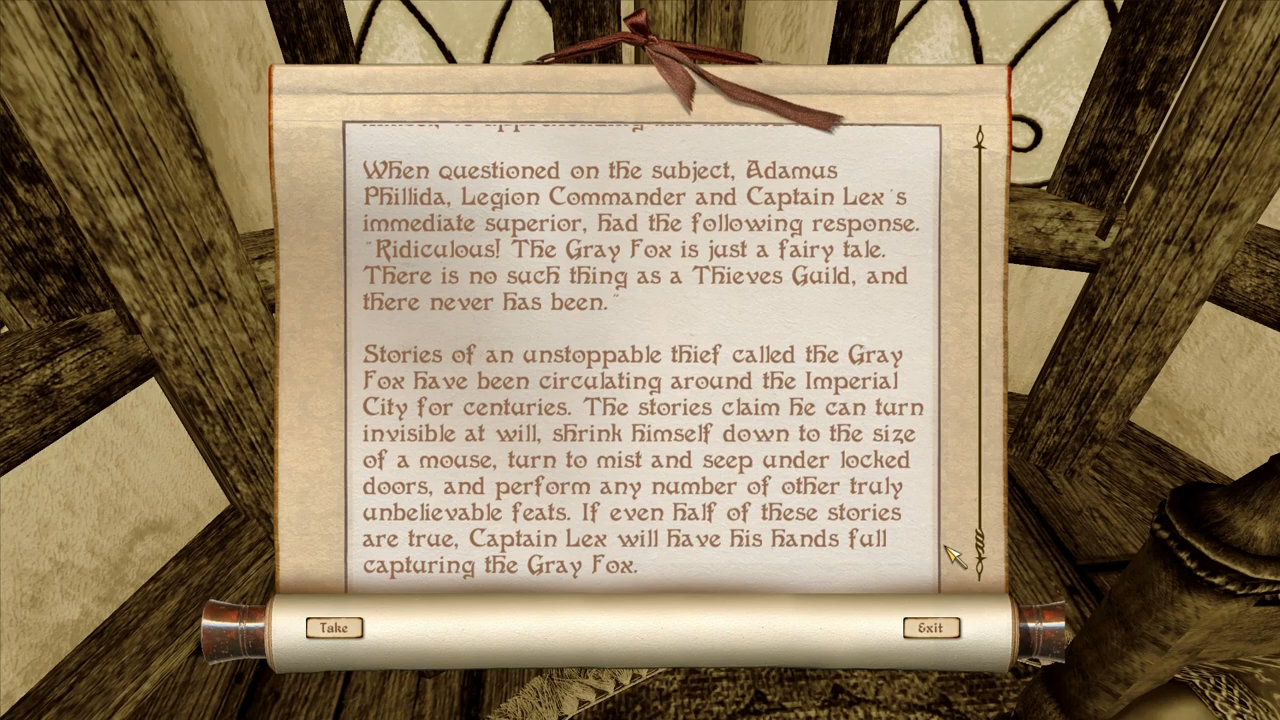 When questioned on the subject, Adamus
Phillida, Legion Commander and Captain Lex's
immediate superior, had the following response.
"Ridiculous! The Gray Fox is just a fairy tale.
There is no such thing as a Thieves Guild, and
there never has been."
Stories of an unstoppable thief called the Gray
Fox have been circulating around the Imperial
City for centuries. The stories claim he can turn
invisible at will, shrink himself down to the size
of a mouse, turn to mist and seep under locked
doors, and perform any number of other truly
unbelievable feats. If even half of these stories
are true, Captain Lex will have his hands full
capturing the Gray Fox.
Take
Exit